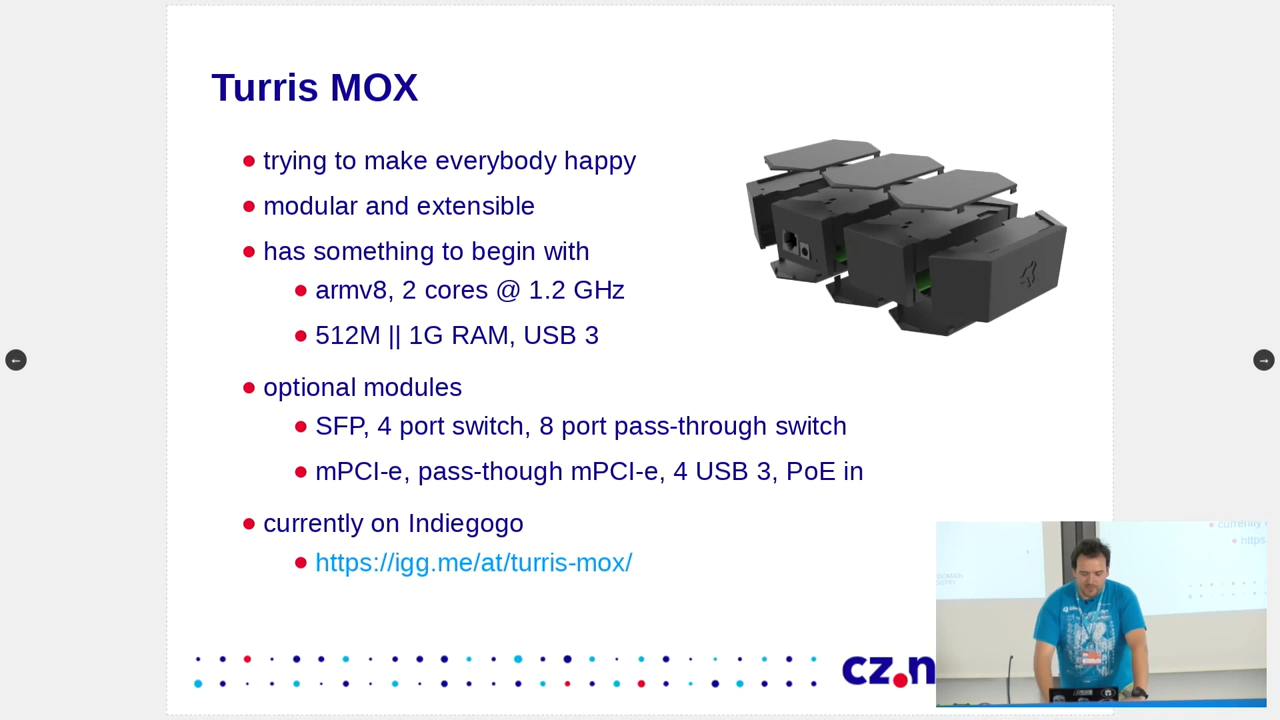 Turris MOX
trying to make everybody happy
modular and extensible
has something to begin with
armv8, 2 cores @ 1.2 GHz
512M || 1G RAM, USB 3
optional modules
SFP, 4 port switch, 8 port pass-through switch
mPCI-e, pass-though mPCI-e, 4 USB 3, PoE in
currently on Indiegogo
https://igg.me/at/turris-mox/
cz.n
currently
https